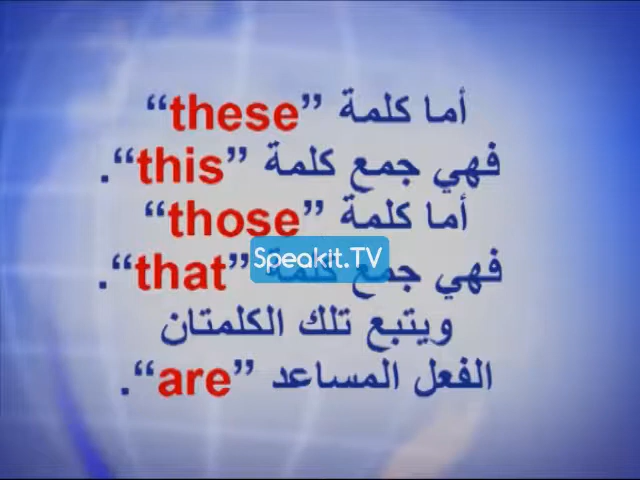 أما كلمة ”these“
فهي جمع كلمة ”this“.
أما كلمة ”those“
فهي جمع كلمة ”that“.
Speakit.TV
ويتبع تلك الكلمتان
الفعل المساعد ”are“.